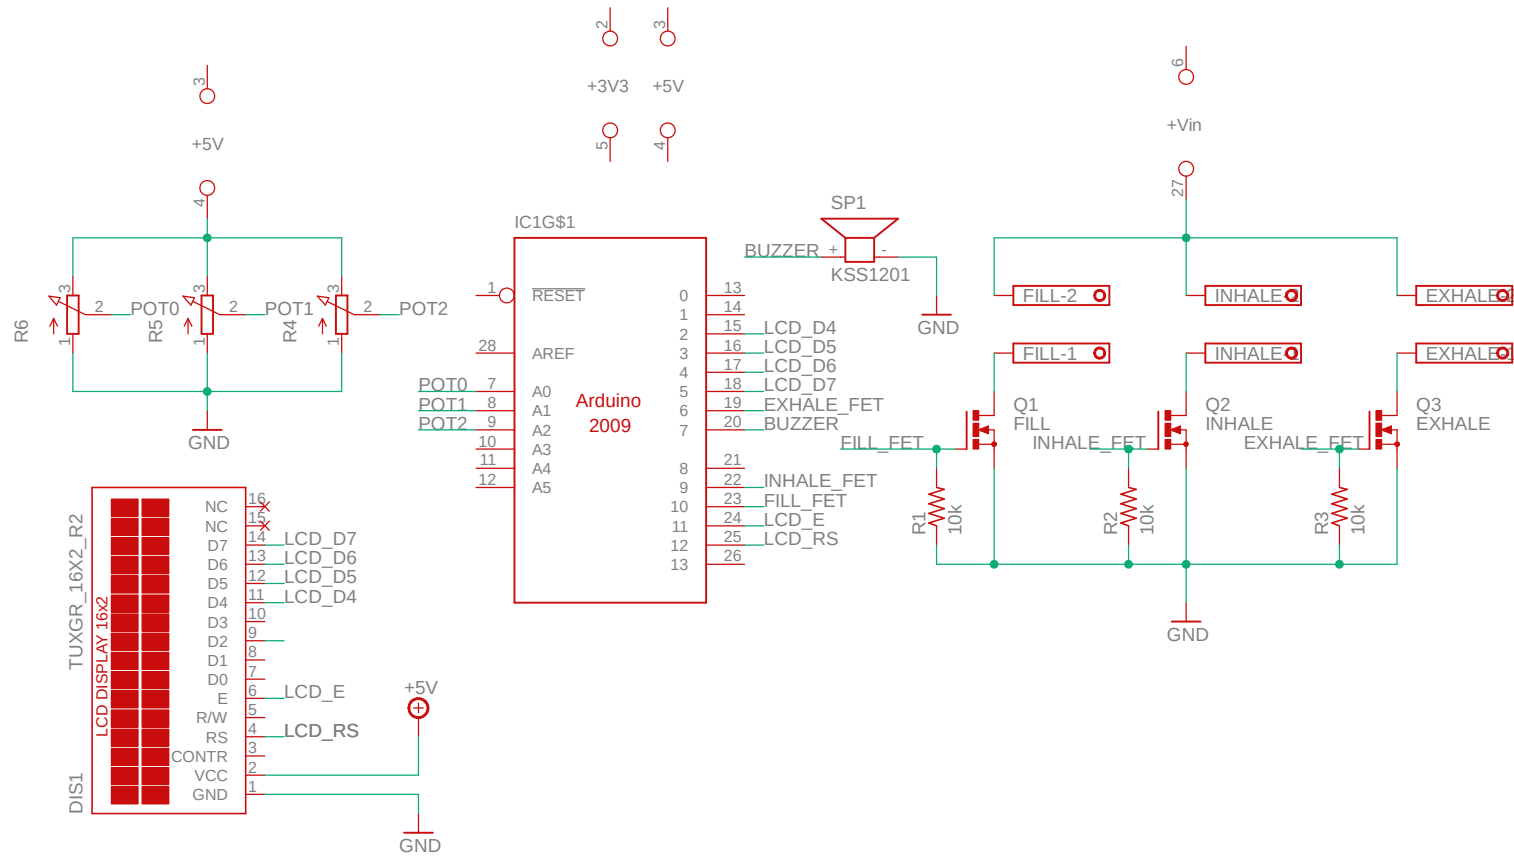 2
3
+3V3
+5V
5
4
3
+5V
4
6
+Vin
27
3
2
POT0
R6
1
3
2
POT1
R5
1
3
2
POT2
R4
1
GND
IC1G$1
1
RESET
28
AREF
POT0
7
A0
POT1
8
A1
POT2
9
A2
10
A3
11
A4
12
A5
Arduino
2009
0
13
1
14
2
15
LCD_D4
3
16
LCD_D5
4
17
LCD_D6
5
18
LCD_D7
6
19
EXHALE_FET
7
20
BUZZER
8
21
9
22
INHALE_FET
10
23
FILL_FET
11
24
LCD_E
12
25
LCD_RS
13
26
SP1
BUZZER
+
-
KSS1201
GND
FILL-2
INHALE-2
EXHALE-2
FILL-1
INHALE-1
EXHALE-1
Q1
FILL
FILL_FET
R1
10k
Q2
INHALE
INHALE_FET
R2
10k
Q3
EXHALE
EXHALE_FET
R3
10k
GND
TUXGR_16X2_R2
LCD DISPLAY 16x2
DIS1
NC
16
NC
15
D7
14
LCD_D7
D6
13
LCD_D6
D5
12
LCD_D5
D4
11
LCD_D4
D3
10
D2
9
D1
8
D0
7
E
6
LCD_E
R/W
5
RS
4
LCD_RS
CONTR
3
VCC
2
GND
1
+5V
GND